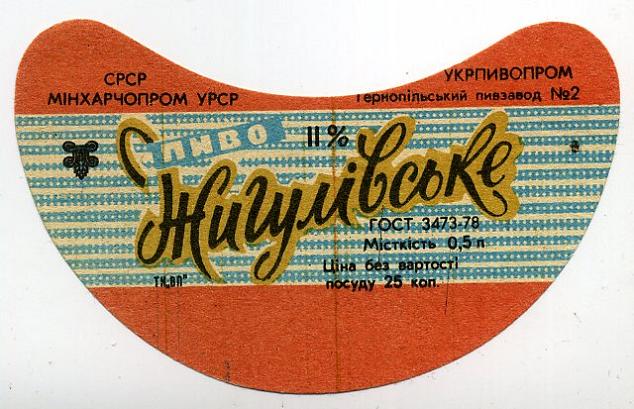 СРСР
МІНХАРЧОПРОМ УРСР
УКРПИВОПРОМ
Тернопільський пивзавод №2
ПИВО 11%
Жигулівське
ГОСТ 3473-78
Місткість 0,5 л
Ціна без вартості
посуду 25 коп.